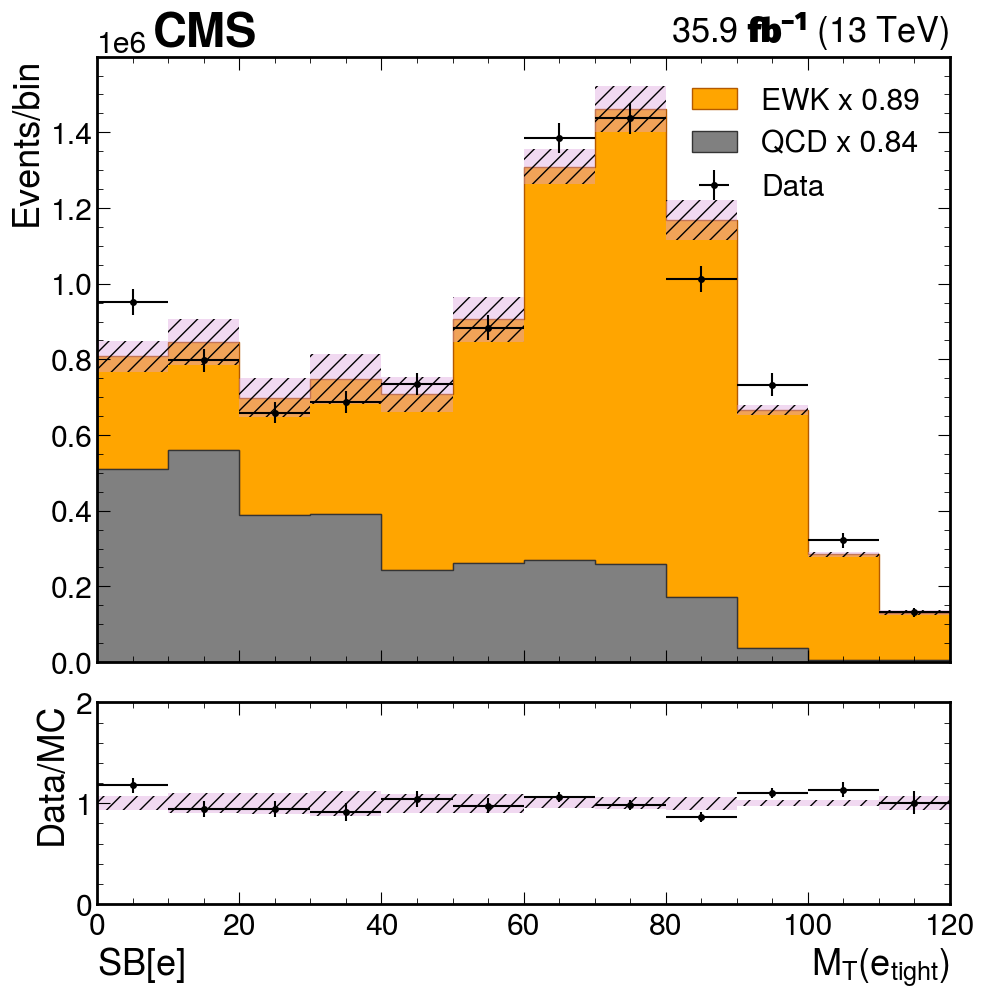 1e6 CMS 35.9 fb⁻¹ (13 TeV)
Events/bin
1.4
1.2
1.0
0.8
0.6
0.4
0.2
0.0
EWK x 0.89
QCD x 0.84
Data
Data/MC
2
1
0
0 20 40 60 80 100 120
SB[e] M_T(e_tight)